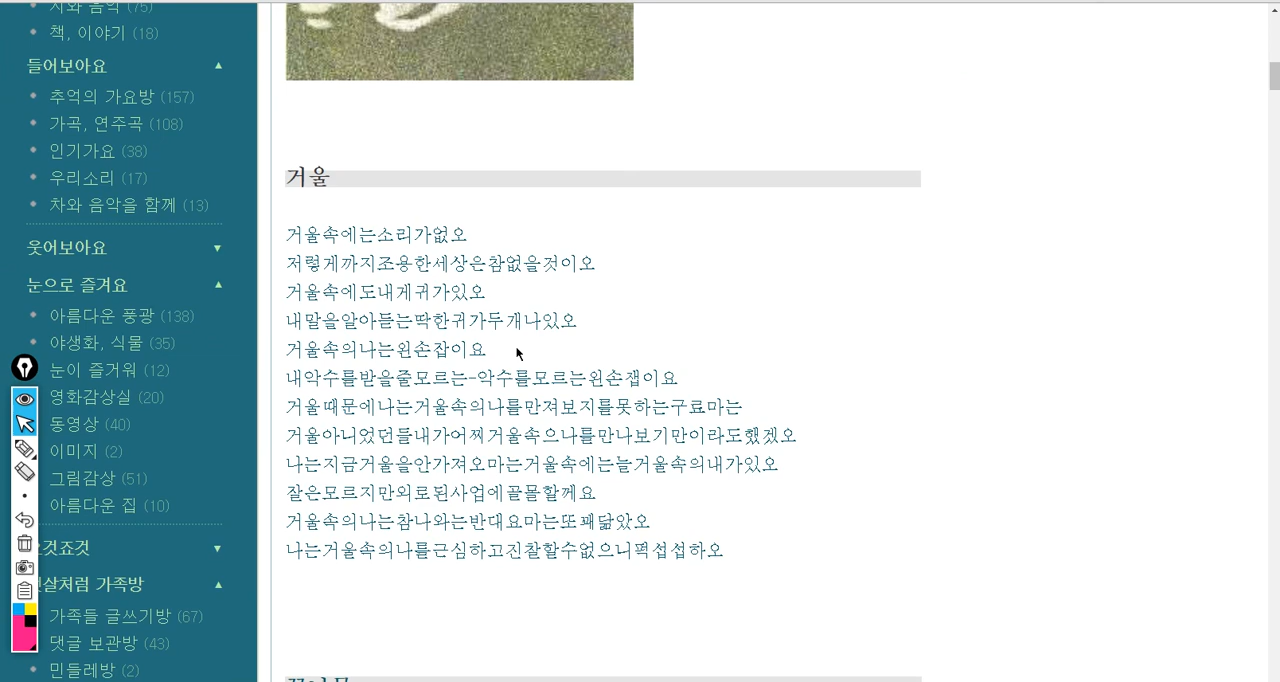 시와 음악 (75)
책, 이야기 (18)
들어보아요
추억의 가요방 (157)
가곡, 연주곡 (108)
인기가요 (38)
우리소리 (17)
차와 음악을 함께 (13)
웃어보아요
눈으로 즐겨요
아름다운 풍광 (138)
야생화, 식물 (35)
눈이 즐거워 (12)
영화감상실 (20)
동영상 (40)
이미지 (2)
그림감상 (51)
아름다운 집 (10)
요것죠것
살처럼 가족방
가족들 글쓰기방 (67)
댓글 보관방 (43)
민들레방 (2)
거울
거울속에는소리가없오
저렇게까지조용한세상은참없을것이오
거울속에도내게귀가있오
내말을알아듣는딱한귀가두개나있오
거울속의나는왼손잡이요
내악수를받을줄모르는-악수를모르는왼손잽이요
거울때문에나는거울속의나를만져보지를못하는구료마는
거울아니었던들내가어찌거울속으나를만나보기만이라도했겠오
나는지금거울을안가져오마는거울속에는늘거울속의내가있오
잘은모르지만외로된사업에골몰할께요
거울속의나는참나와는반대요마는또꽤닮았오
나는거울속의나를근심하고진찰할수없으니퍽섭섭하오